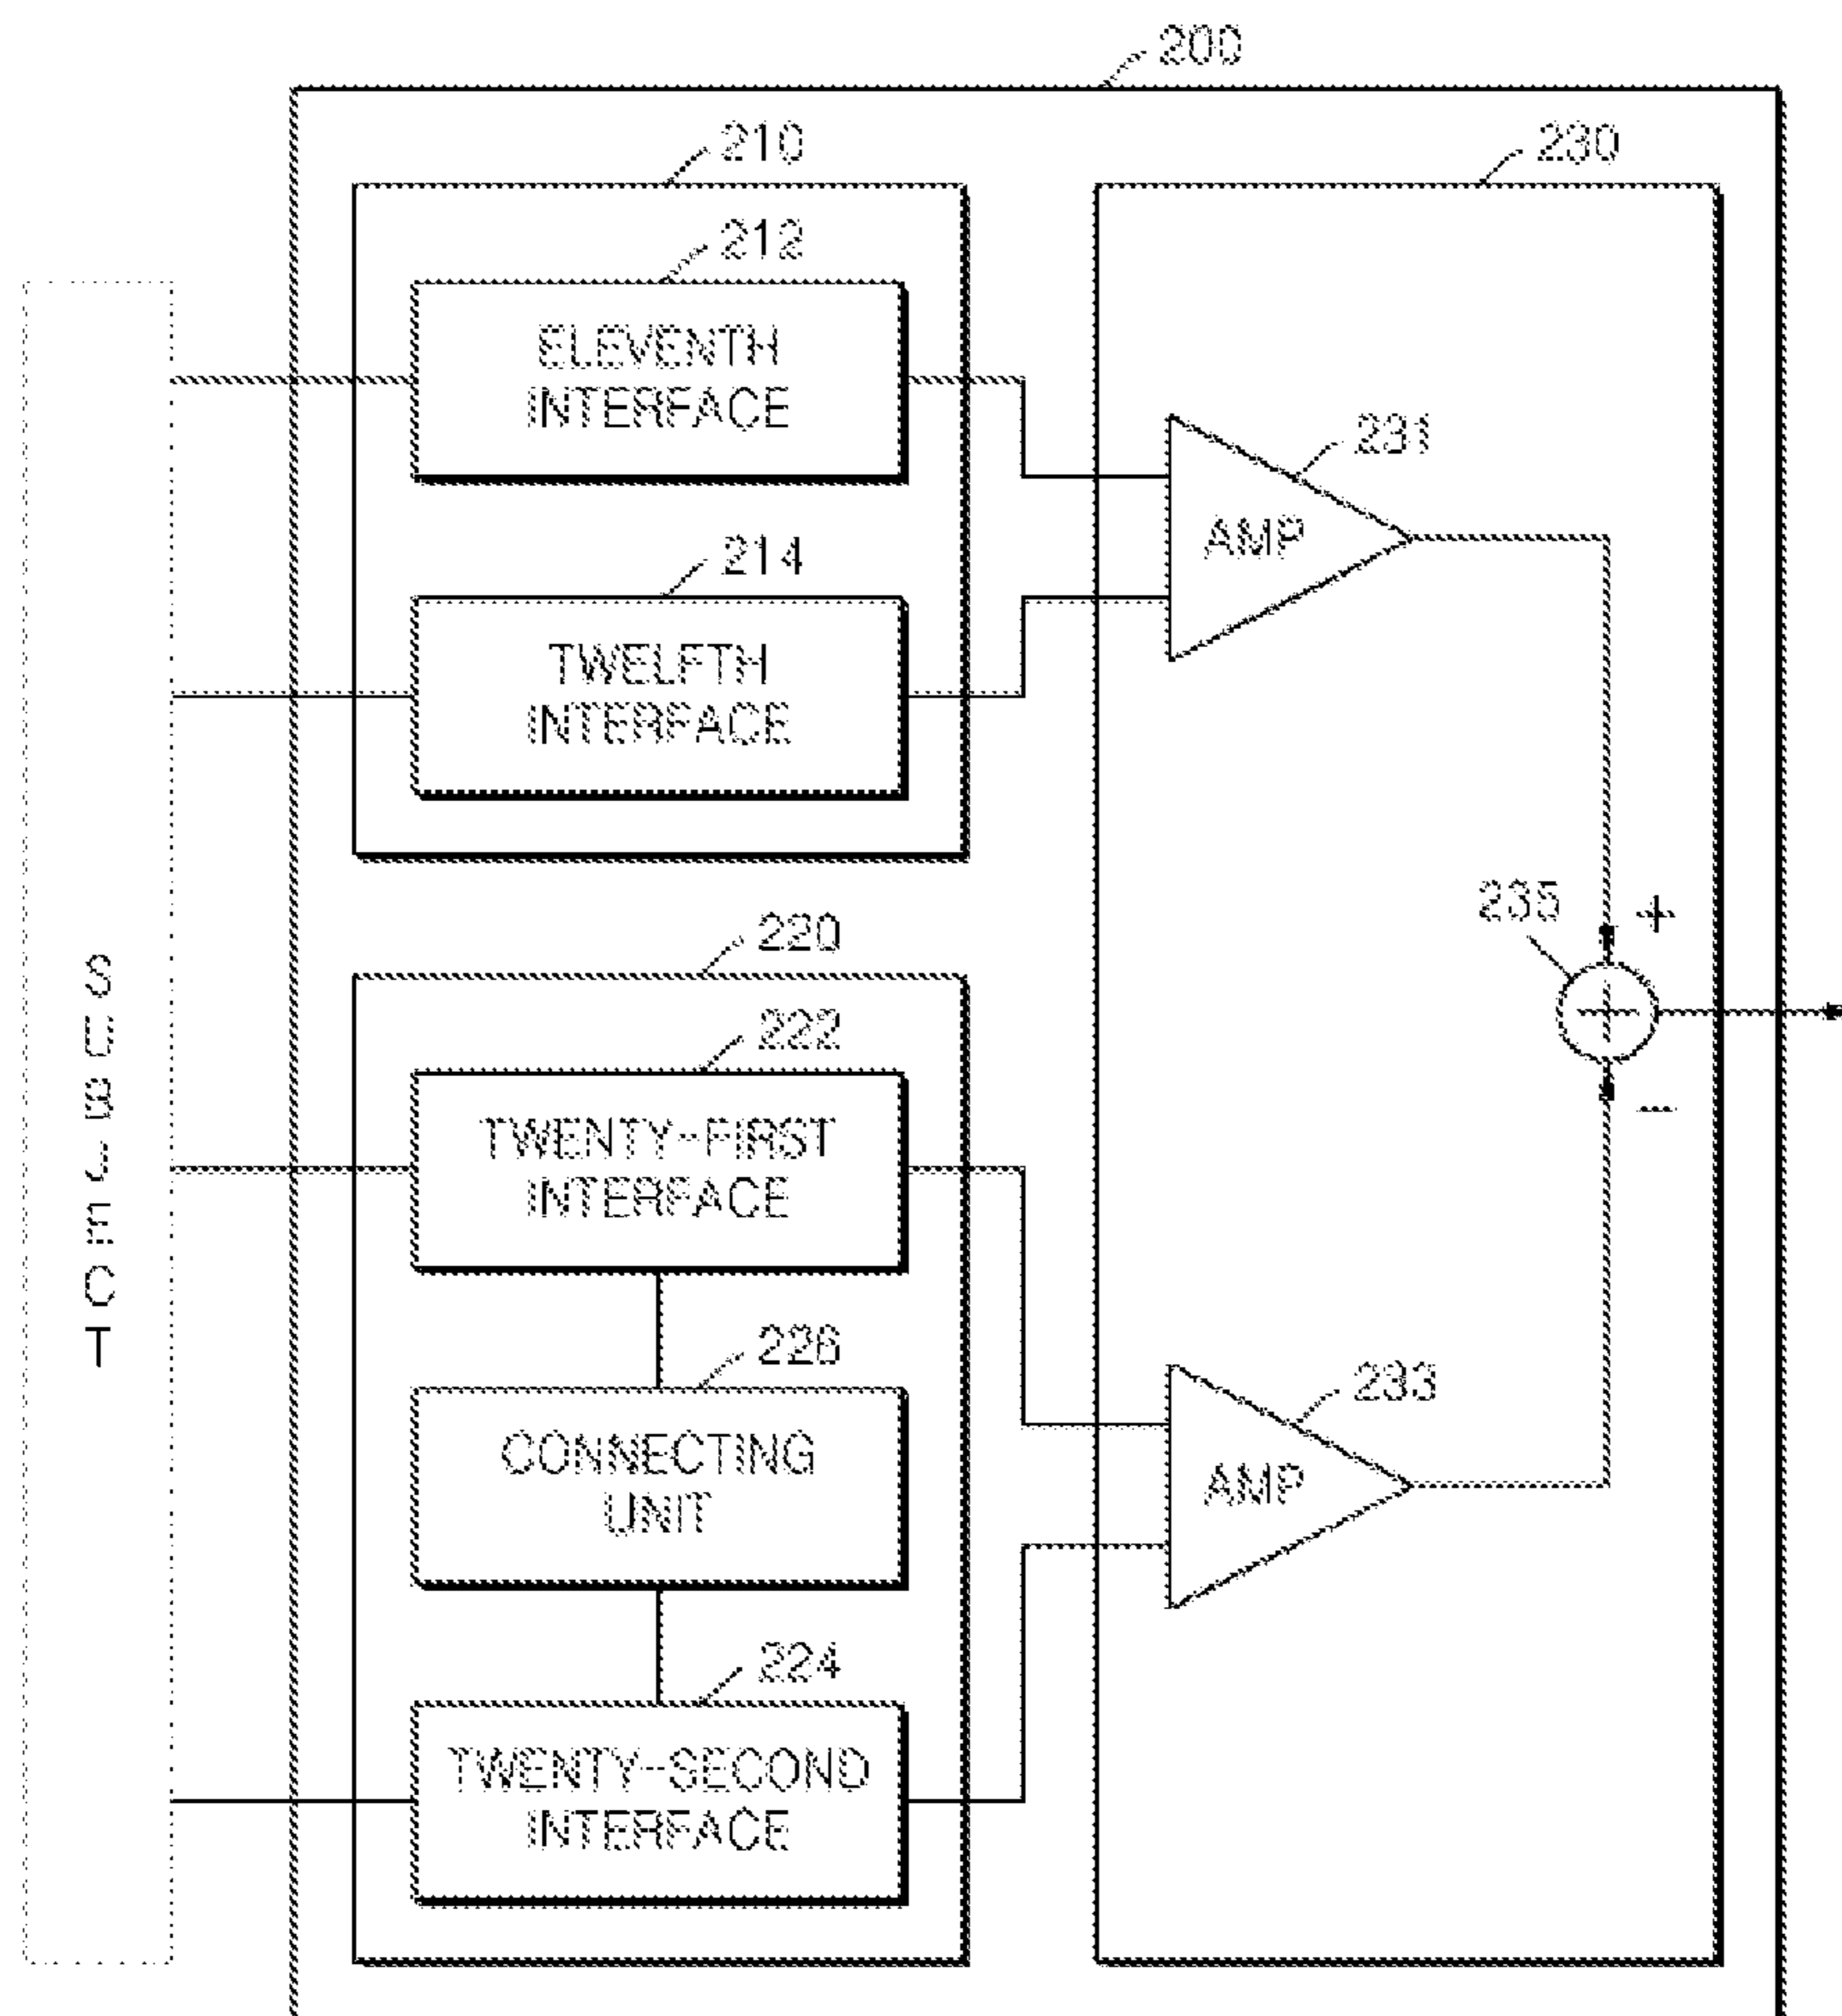 200
210
230
212
ELEVENTH
INTERFACE
231
AMP
214
TWELFTH
INTERFACE
235
+
220
SUBJECT
222
TWENTY-FIRST
INTERFACE
−
226
CONNECTING
UNIT
233
AMP
224
TWENTY-SECOND
INTERFACE